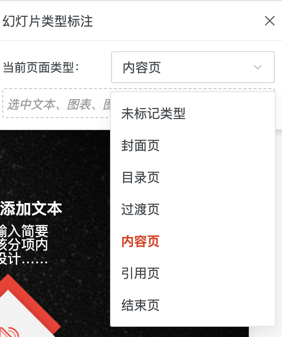 幻灯片类型标注
当前页面类型：
内容页
选中文本、图表、
未标记类型
封面页
目录页
过渡页
内容页
引用页
结束页
添加文本
输入简要
该分项内
设计……